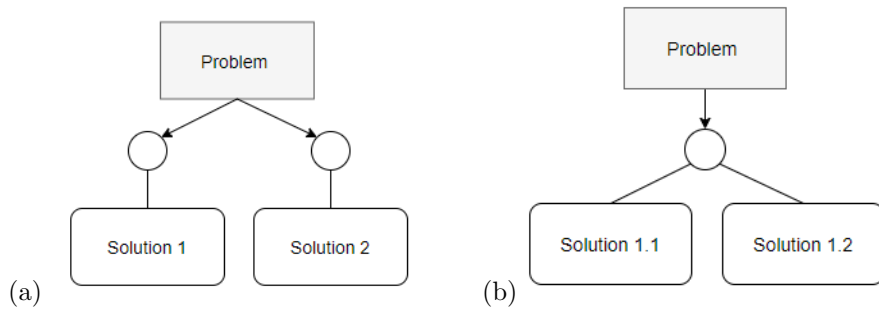 Problem
Solution 1
Solution 2
(a)
Problem
Solution 1.1
Solution 1.2
(b)